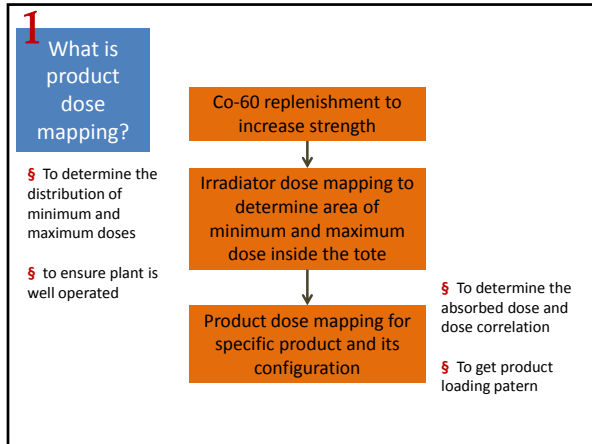 1
What is
product
dose
mapping?
§ To determine the
distribution of
minimum and
maximum doses
§ to ensure plant is
well operated
Co-60 replenishment to
increase strength
Irradiator dose mapping to
determine area of
minimum and maximum
dose inside the tote
Product dose mapping for
specific product and its
configuration
§ To determine the
absorbed dose and
dose correlation
§ To get product
loading patern